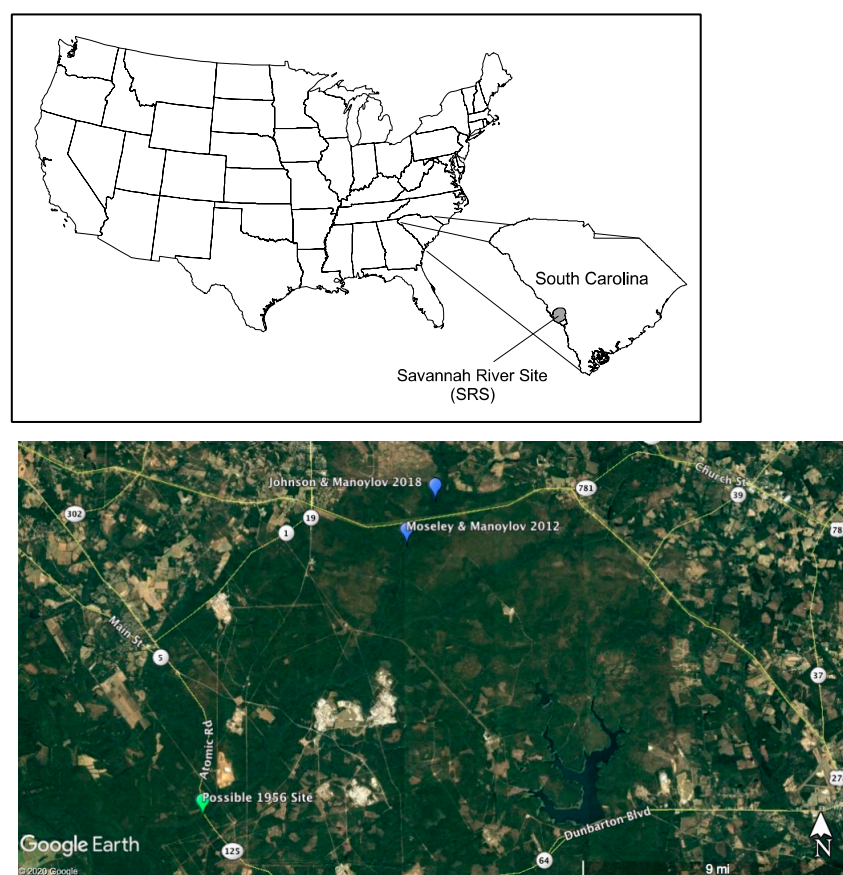 South Carolina
Savannah River Site
(SRS)
Johnson & Manoylov 2018
Church St
781
39
302
19
Moseley & Manoylov 2012
1
78
Main St
5
37
Atomic Rd
27
Possible 1956 Site
Dunbarton Blvd
Google Earth
125
64
N
9 mi
© 2020 Google